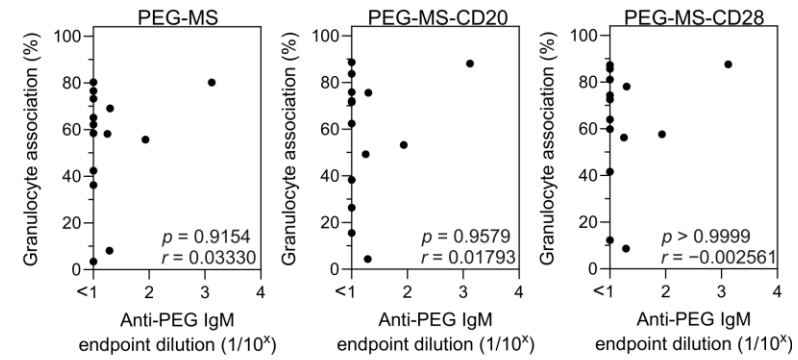 PEG-MS
Granulocyte association (%)
100
80
60
40
20
0
p = 0.9154
r = 0.03330
<1 2 3 4
Anti-PEG IgM
endpoint dilution (1/10ˣ)
PEG-MS-CD20
Granulocyte association (%)
100
80
60
40
20
0
p = 0.9579
r = 0.01793
<1 2 3 4
Anti-PEG IgM
endpoint dilution (1/10ˣ)
PEG-MS-CD28
Granulocyte association (%)
100
80
60
40
20
0
p > 0.9999
r = −0.002561
<1 2 3 4
Anti-PEG IgM
endpoint dilution (1/10ˣ)